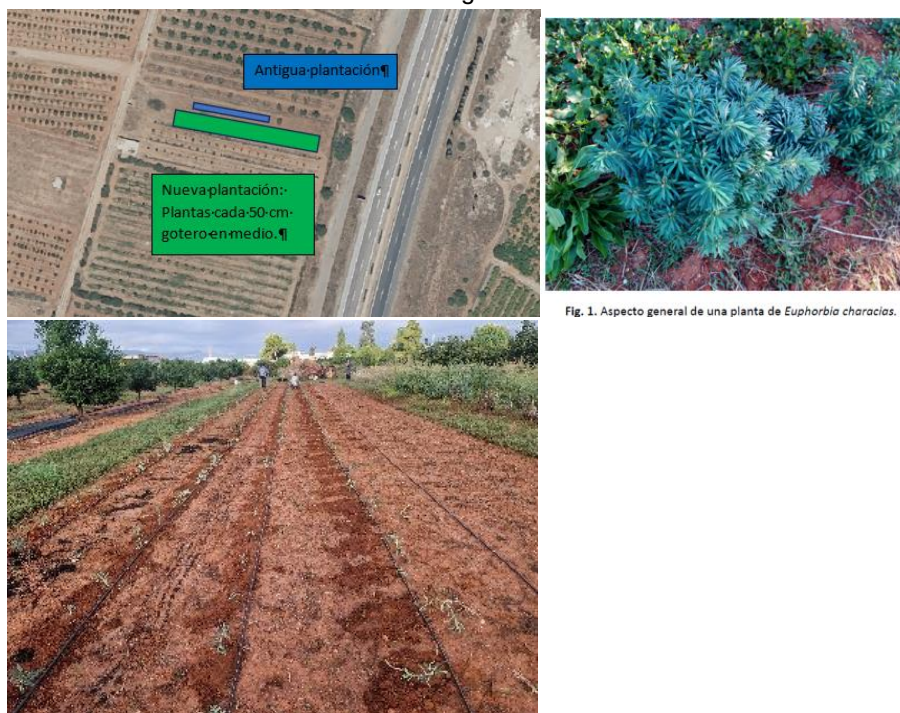 Antigua·plantación¶
Nueva·plantación:·
Plantas·cada·50·cm·
gotero·en·medio.¶
Fig. 1. Aspecto general de una planta de Euphorbia characias.